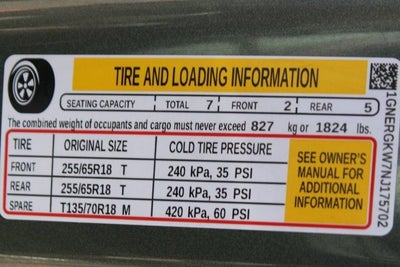 TIRE AND LOADING INFORMATION
SEATING CAPACITY TOTAL 7 FRONT 2 REAR 5
The combined weight of occupants and cargo must never exceed 827 kg or 1824 lbs.
TIRE ORIGINAL SIZE COLD TIRE PRESSURE
FRONT 255/65R18 T 240 kPa, 35 PSI
REAR 255/65R18 T 240 kPa, 35 PSI
SPARE T135/70R18 M 420 kPa, 60 PSI
SEE OWNER'S
MANUAL FOR
ADDITIONAL
INFORMATION
1GNERGKW7NJ175702